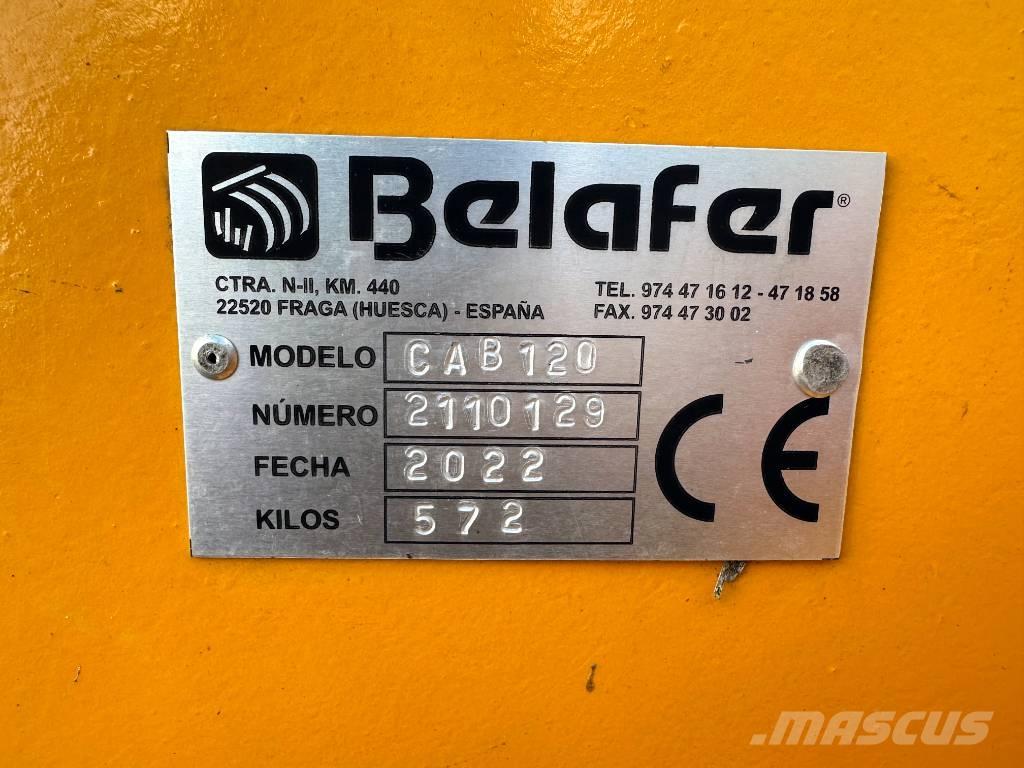 Belafer®
CTRA. N-II, KM. 440
22520 FRAGA (HUESCA) - ESPAÑA
TEL. 974 47 16 12 - 47 18 58
FAX. 974 47 30 02
MODELO CAB120
NÚMERO 2110129
FECHA 2022
KILOS 572
CE
.MASCUS